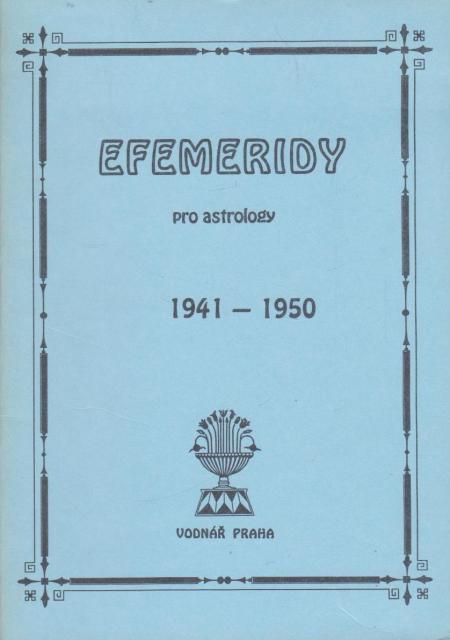 EFEMERIDY
pro astrology
1941 – 1950
VODNÁŘ PRAHA